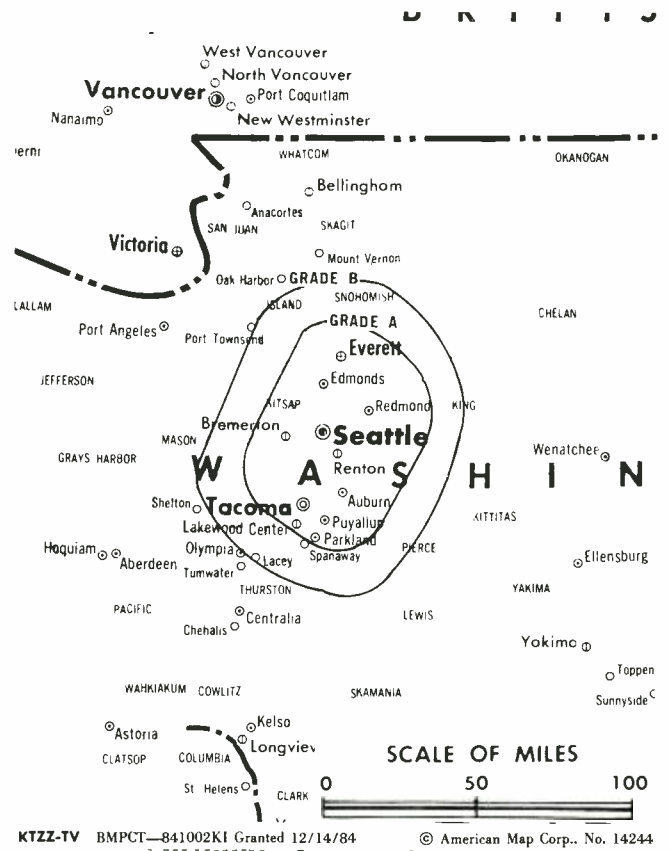 West Vancouver
North Vancouver
Vancouver
Port Coquitlam
Nanaimo
New Westminster
WHATCOM
OKANOGAN
Bellingham
Anacortes
SAN JUAN
SKAGIT
Victoria
Mount Vernon
Oak Harbor
GRADE B
ISLAND
SNOHOMISH
LALLAM
CHELAN
GRADE A
Port Angeles
Port Townsend
Everett
JEFFERSON
Edmonds
KITSAP
Redmond
KING
Bremerton
Seattle
MASON
Wenatchee
GRAYS HARBOR
Renton
W A S H I N
Shelton
Tacoma
Auburn
KITTITAS
Lakewood Center
Puyallup
Parkland
Hoquiam
Aberdeen
Olympia
Lacey
Spanaway
PIERCE
Ellensburg
Tumwater
THURSTON
YAKIMA
PACIFIC
Centralia
LEWIS
Chehalis
Yokima
Toppen
WAHKIAKUM
COWLITZ
SKAMANIA
Sunnyside
Astoria
Kelso
Longview
CLATSOP
COLUMBIA
SCALE OF MILES
St Helens
CLARK
0 50 100
KTZZ-TV BMPCT—841002KI Granted 12/14/84
© American Map Corp., No. 14244